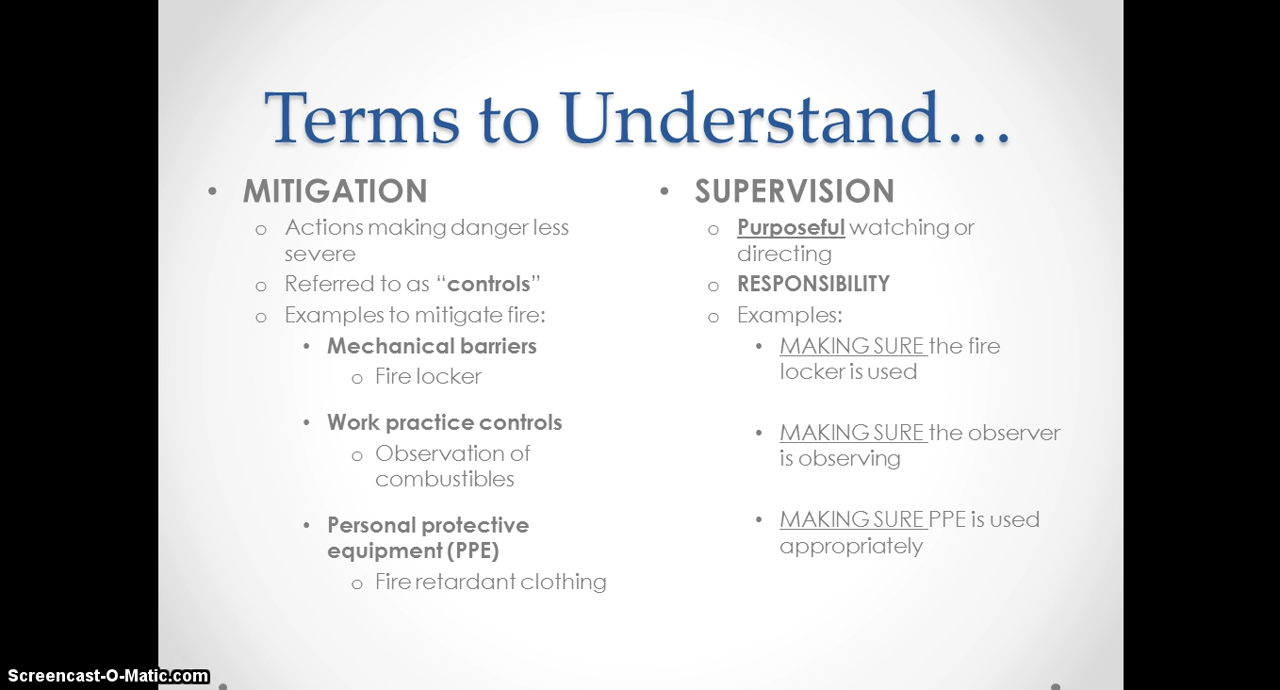 Terms to Understand…
• MITIGATION
o Actions making danger less
severe
o Referred to as “controls”
o Examples to mitigate fire:
• Mechanical barriers
o Fire locker
• Work practice controls
o Observation of
combustibles
• Personal protective
equipment (PPE)
o Fire retardant clothing
• SUPERVISION
o Purposeful watching or
directing
o RESPONSIBILITY
o Examples:
• MAKING SURE the fire
locker is used
• MAKING SURE the observer
is observing
• MAKING SURE PPE is used
appropriately
Screencast-O-Matic.com